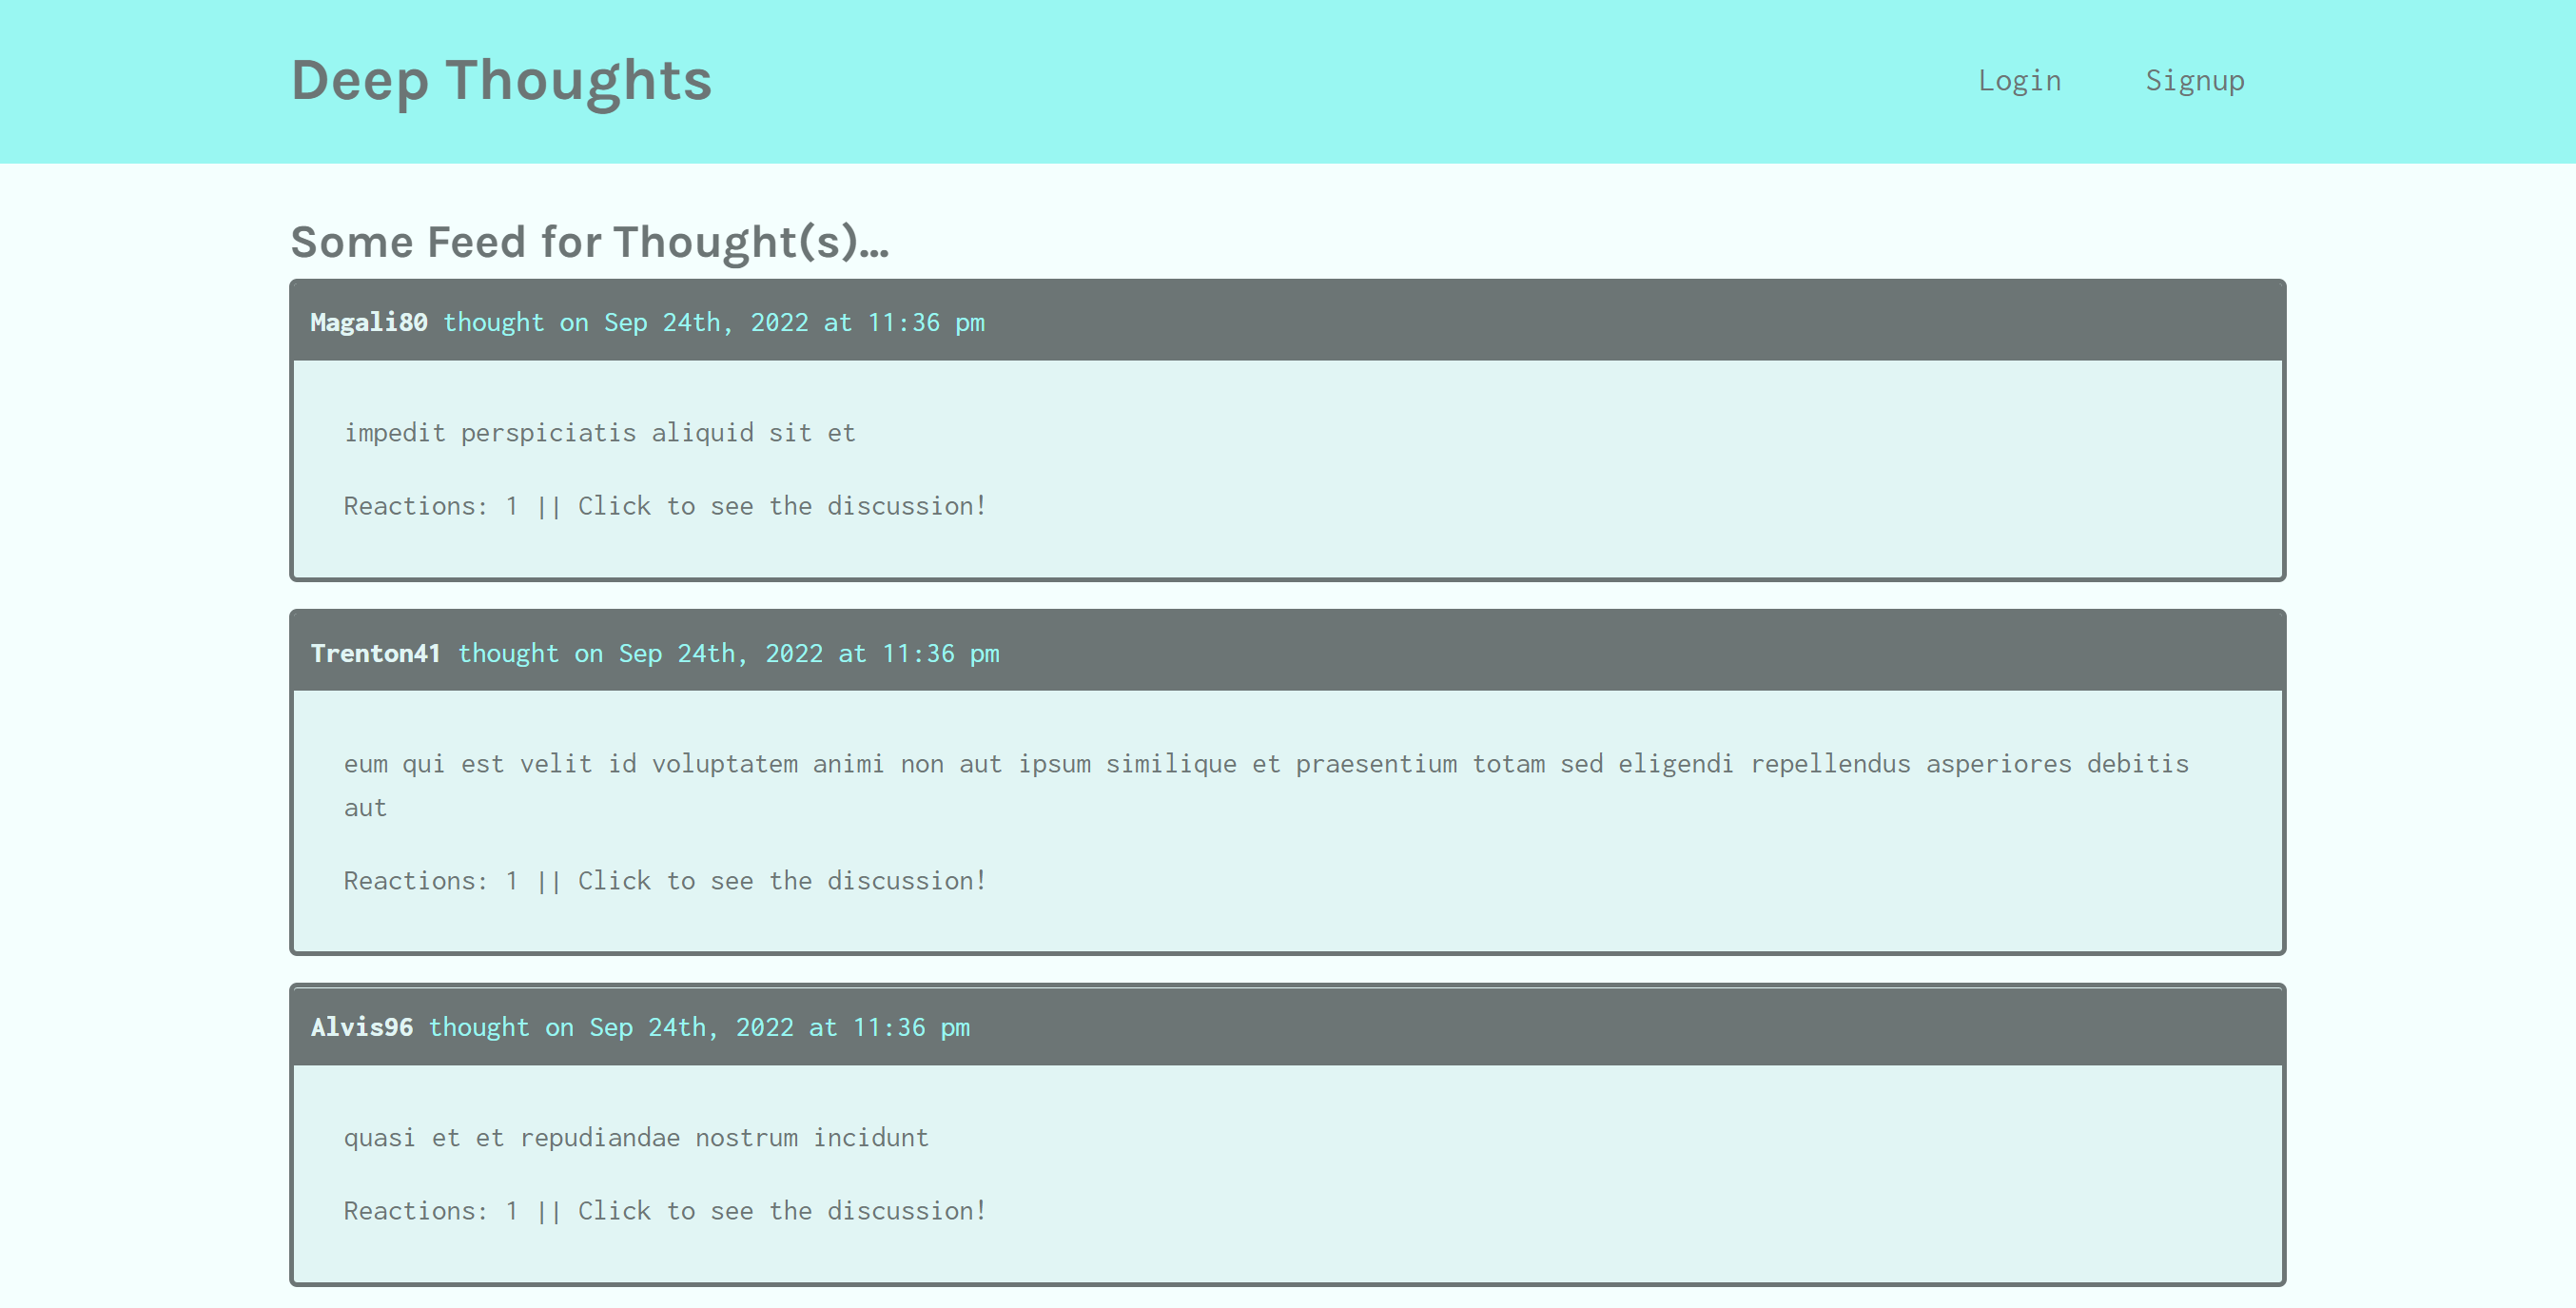 Deep Thoughts
Login
Signup
Some Feed for Thought(s)...
Magali80 thought on Sep 24th, 2022 at 11:36 pm
impedit perspiciatis aliquid sit et
Reactions: 1 || Click to see the discussion!
Trenton41 thought on Sep 24th, 2022 at 11:36 pm
eum qui est velit id voluptatem animi non aut ipsum similique et praesentium totam sed eligendi repellendus asperiores debitis
aut
Reactions: 1 || Click to see the discussion!
Alvis96 thought on Sep 24th, 2022 at 11:36 pm
quasi et et repudiandae nostrum incidunt
Reactions: 1 || Click to see the discussion!